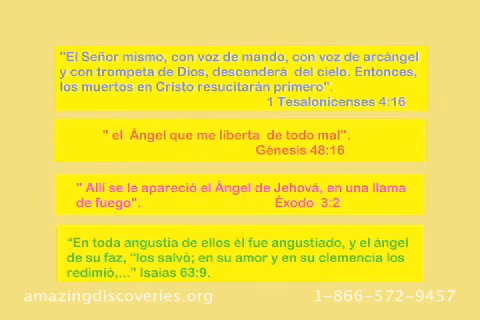 "El Señor mismo, con voz de mando, con voz de arcángel
y con trompeta de Dios, descenderá del cielo. Entonces,
los muertos en Cristo resucitarán primero".
1 Tesalonicenses 4:16
" el Ángel que me liberta de todo mal".
Génesis 48:16
" Allí se le apareció el Ángel de Jehová, en una llama
de fuego". Éxodo 3:2
"En toda angustia de ellos él fue angustiado, y el ángel
de su faz, "los salvó; en su amor y en su clemencia los
redimió,..." Isaias 63:9.
amazingdiscoveries.org 1-866-572-9457